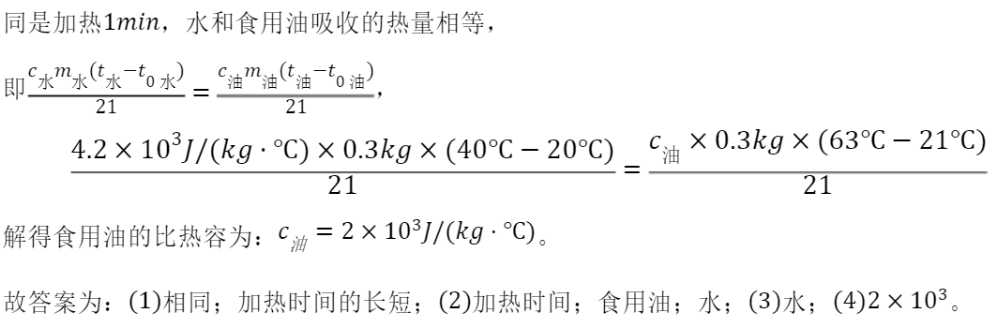 同是加热1min，水和食用油吸收的热量相等，
即c水m水(t水−t0水)/21 = c油m油(t油−t0油)/21，
4.2 × 10³J/(kg · ℃) × 0.3kg × (40℃ − 20℃)/21 = c油 × 0.3kg × (63℃ − 21℃)/21
解得食用油的比热容为：c油 = 2 × 10³J/(kg · ℃)。
故答案为：(1)相同；加热时间的长短；(2)加热时间；食用油；水；(3)水；(4)2 × 10³。